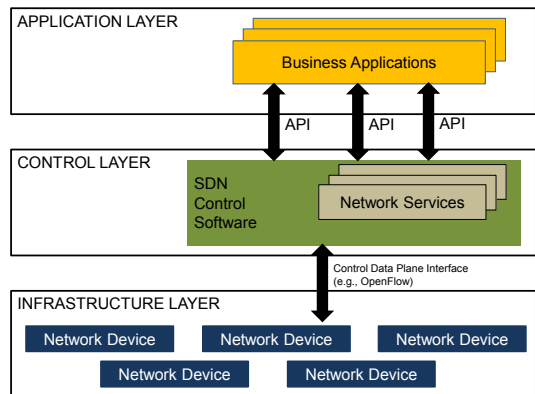 APPLICATION LAYER
Business Applications
API
API
API
CONTROL LAYER
SDN
Control
Software
Network Services
Control Data Plane Interface
(e.g., OpenFlow)
INFRASTRUCTURE LAYER
Network Device
Network Device
Network Device
Network Device
Network Device